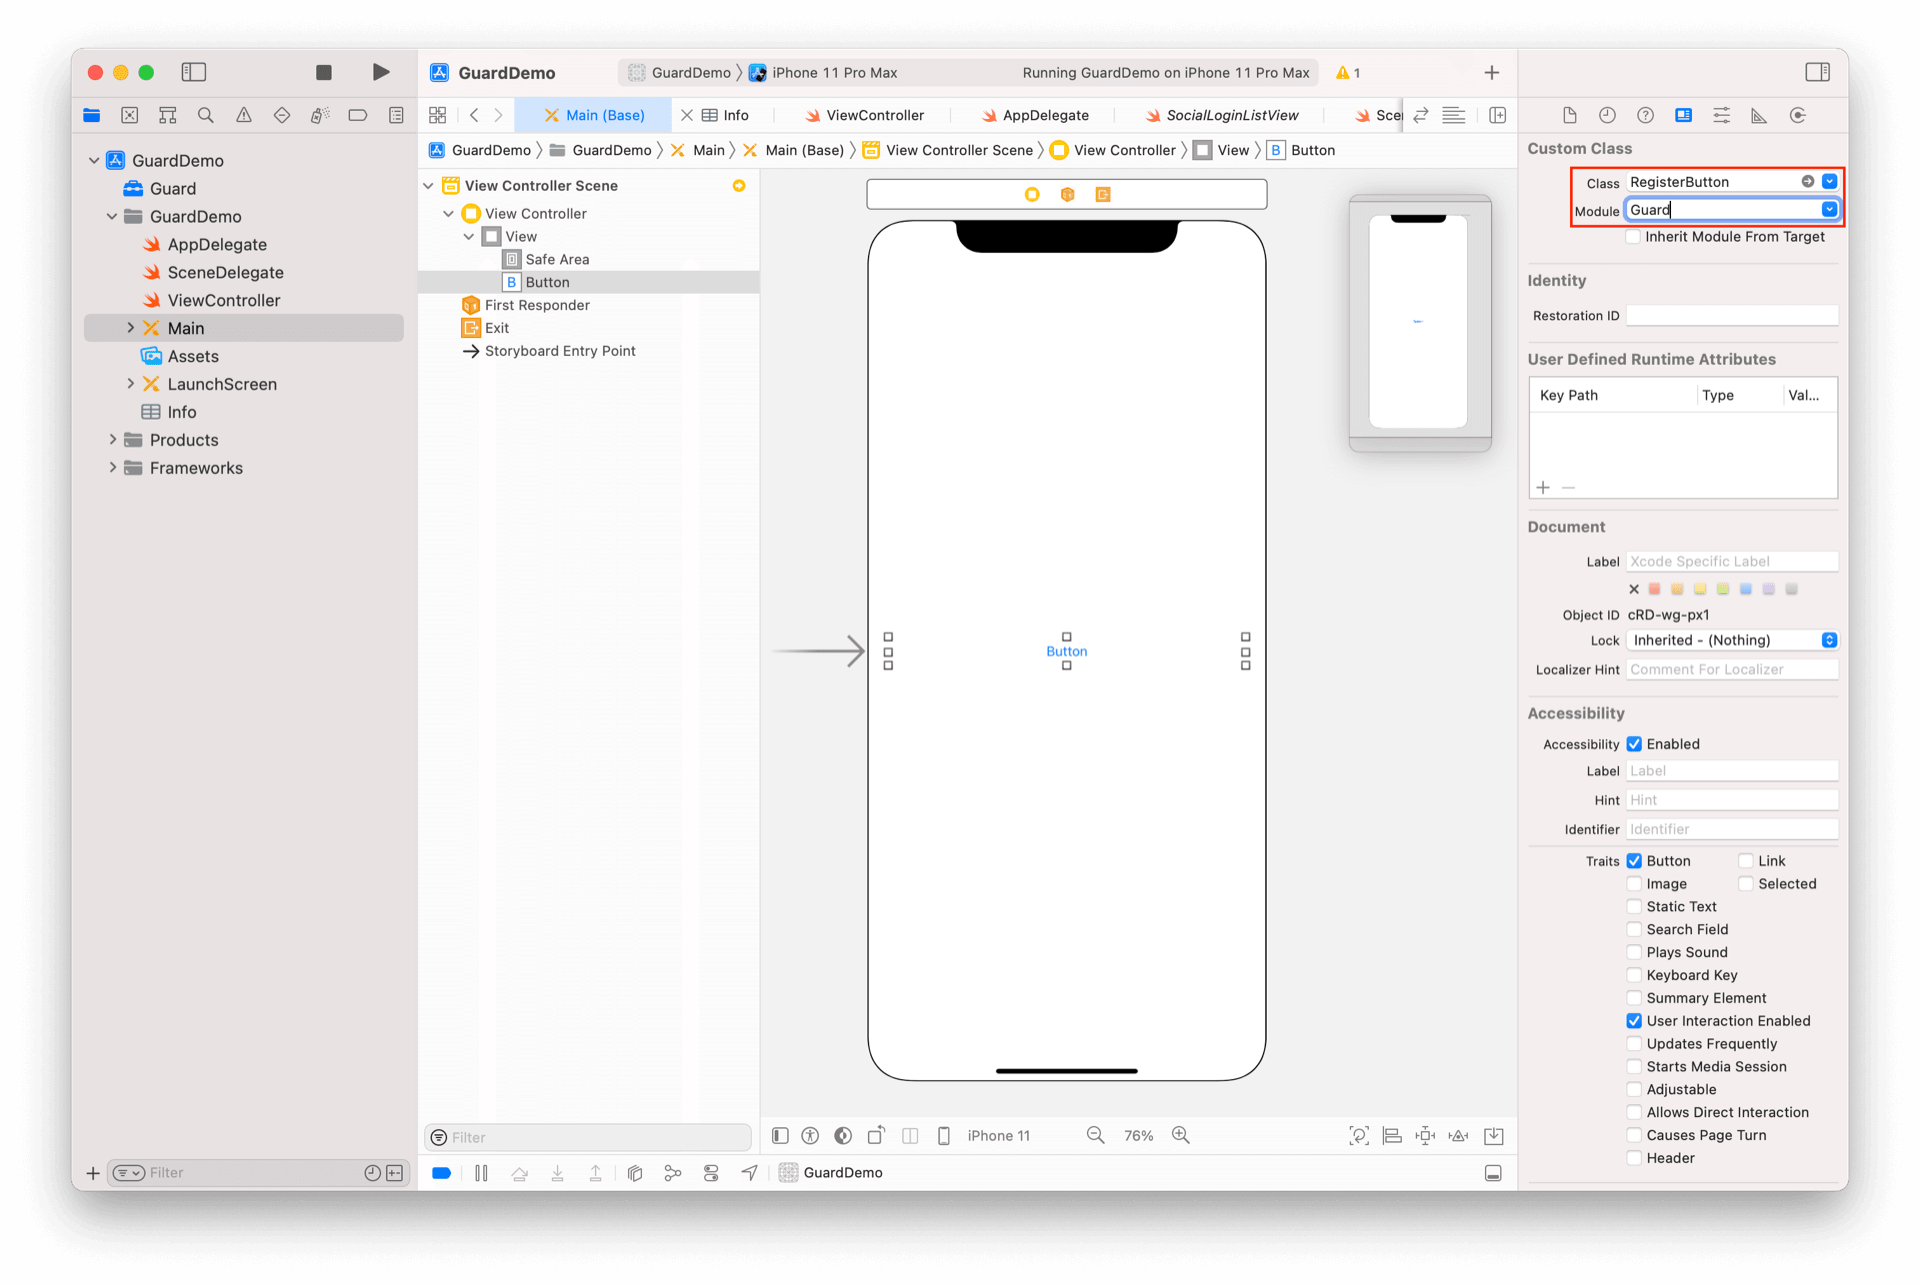 GuardDemo
GuardDemo
iPhone 11 Pro Max
Running GuardDemo on iPhone 11 Pro Max
1
Main (Base)
Info
ViewController
AppDelegate
SocialLoginListView
Scen
GuardDemo
GuardDemo
Main
Main (Base)
View Controller Scene
View Controller
View
B
Button
GuardDemo
Guard
GuardDemo
AppDelegate
SceneDelegate
ViewController
Main
Assets
LaunchScreen
Info
Products
Frameworks
Filter
View Controller Scene
View Controller
View
Safe Area
B Button
First Responder
Exit
Storyboard Entry Point
Filter
Button
iPhone 11
76%
GuardDemo
Custom Class
Class RegisterButton
Module Guard
Inherit Module From Target
Identity
Restoration ID
User Defined Runtime Attributes
Key Path Type Val...
Document
Label Xcode Specific Label
Object ID cRD-wg-px1
Lock Inherited - (Nothing)
Localizer Hint Comment For Localizer
Accessibility
Accessibility Enabled
Label Label
Hint Hint
Identifier Identifier
Traits Button Link
Image Selected
Static Text
Search Field
Plays Sound
Keyboard Key
Summary Element
User Interaction Enabled
Updates Frequently
Starts Media Session
Adjustable
Allows Direct Interaction
Causes Page Turn
Header